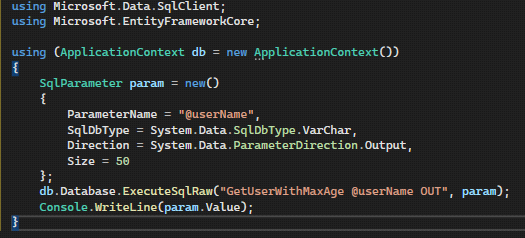 using Microsoft.Data.SqlClient;
using Microsoft.EntityFrameworkCore;

using (ApplicationContext db = new ApplicationContext())
{
    SqlParameter param = new()
    {
        ParameterName = "@userName",
        SqlDbType = System.Data.SqlDbType.VarChar,
        Direction = System.Data.ParameterDirection.Output,
        Size = 50
    };
    db.Database.ExecuteSqlRaw("GetUserWithMaxAge @userName OUT", param);
    Console.WriteLine(param.Value);
}